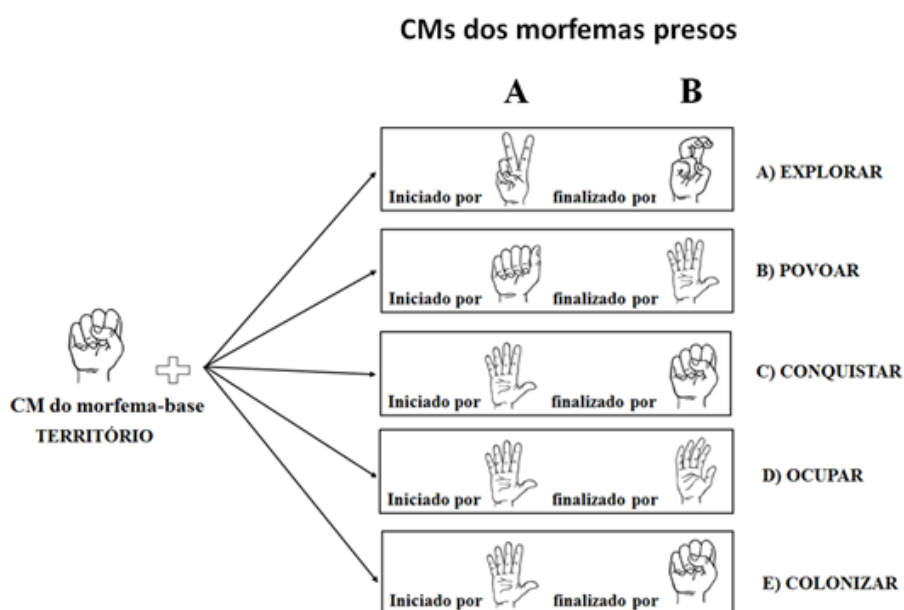 CMs dos morfemas presos
A B
Iniciado por finalizado por A) EXPLORAR
Iniciado por finalizado por B) POVOAR
Iniciado por finalizado por C) CONQUISTAR
CM do morfema-base
TERRITÓRIO
Iniciado por finalizado por D) OCUPAR
Iniciado por finalizado por E) COLONIZAR